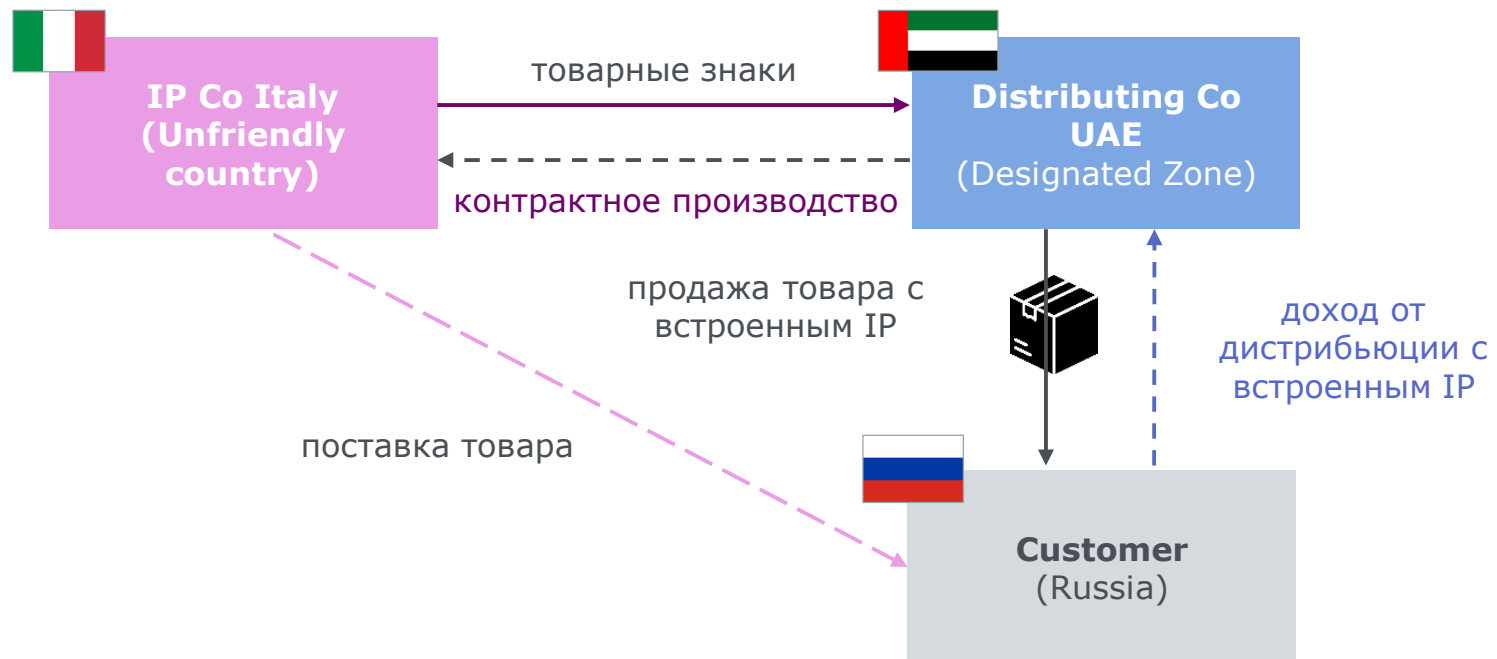 товарные знаки
IP Co Italy
(Unfriendly
country)
Distributing Co
UAE
(Designated Zone)
контрактное производство
продажа товара с
встроенным IP
доход от
дистрибьюции с
встроенным IP
поставка товара
Customer
(Russia)